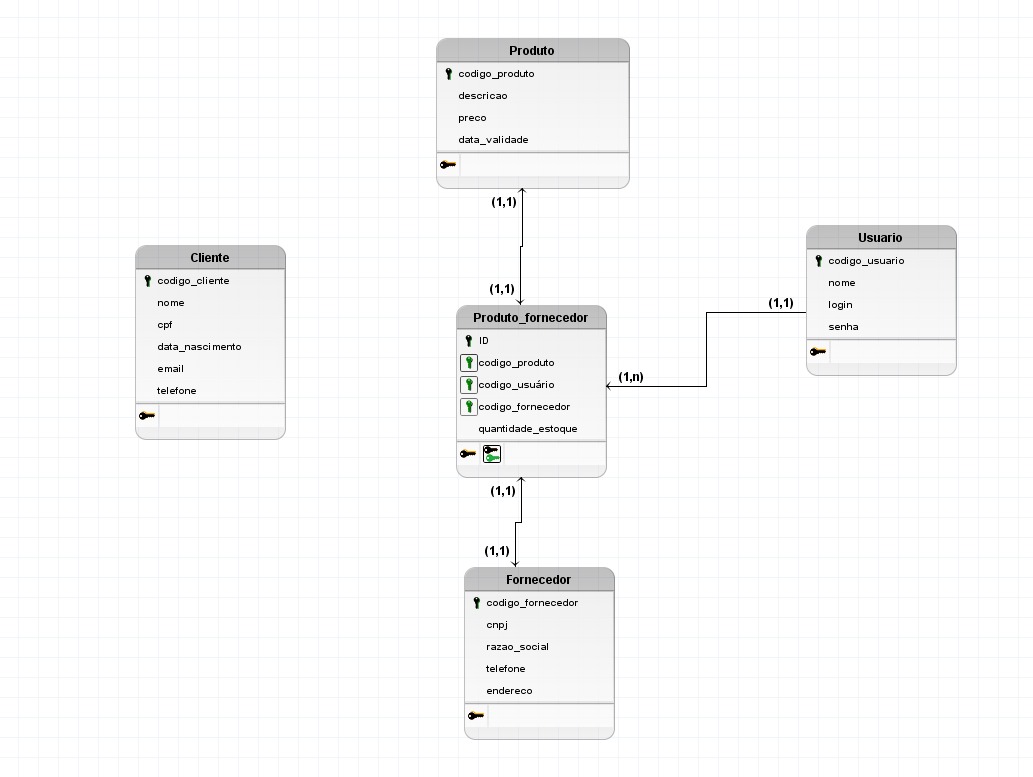 Produto
codigo_produto
descricao
preco
data_validade
(1,1)
(1,1)
Cliente
codigo_cliente
nome
cpf
data_nascimento
email
telefone
Produto_fornecedor
ID
codigo_produto
codigo_usuário
codigo_fornecedor
quantidade_estoque
Usuario
codigo_usuario
nome
login
senha
(1,1)
(1,n)
(1,1)
(1,1)
Fornecedor
codigo_fornecedor
cnpj
razao_social
telefone
endereco